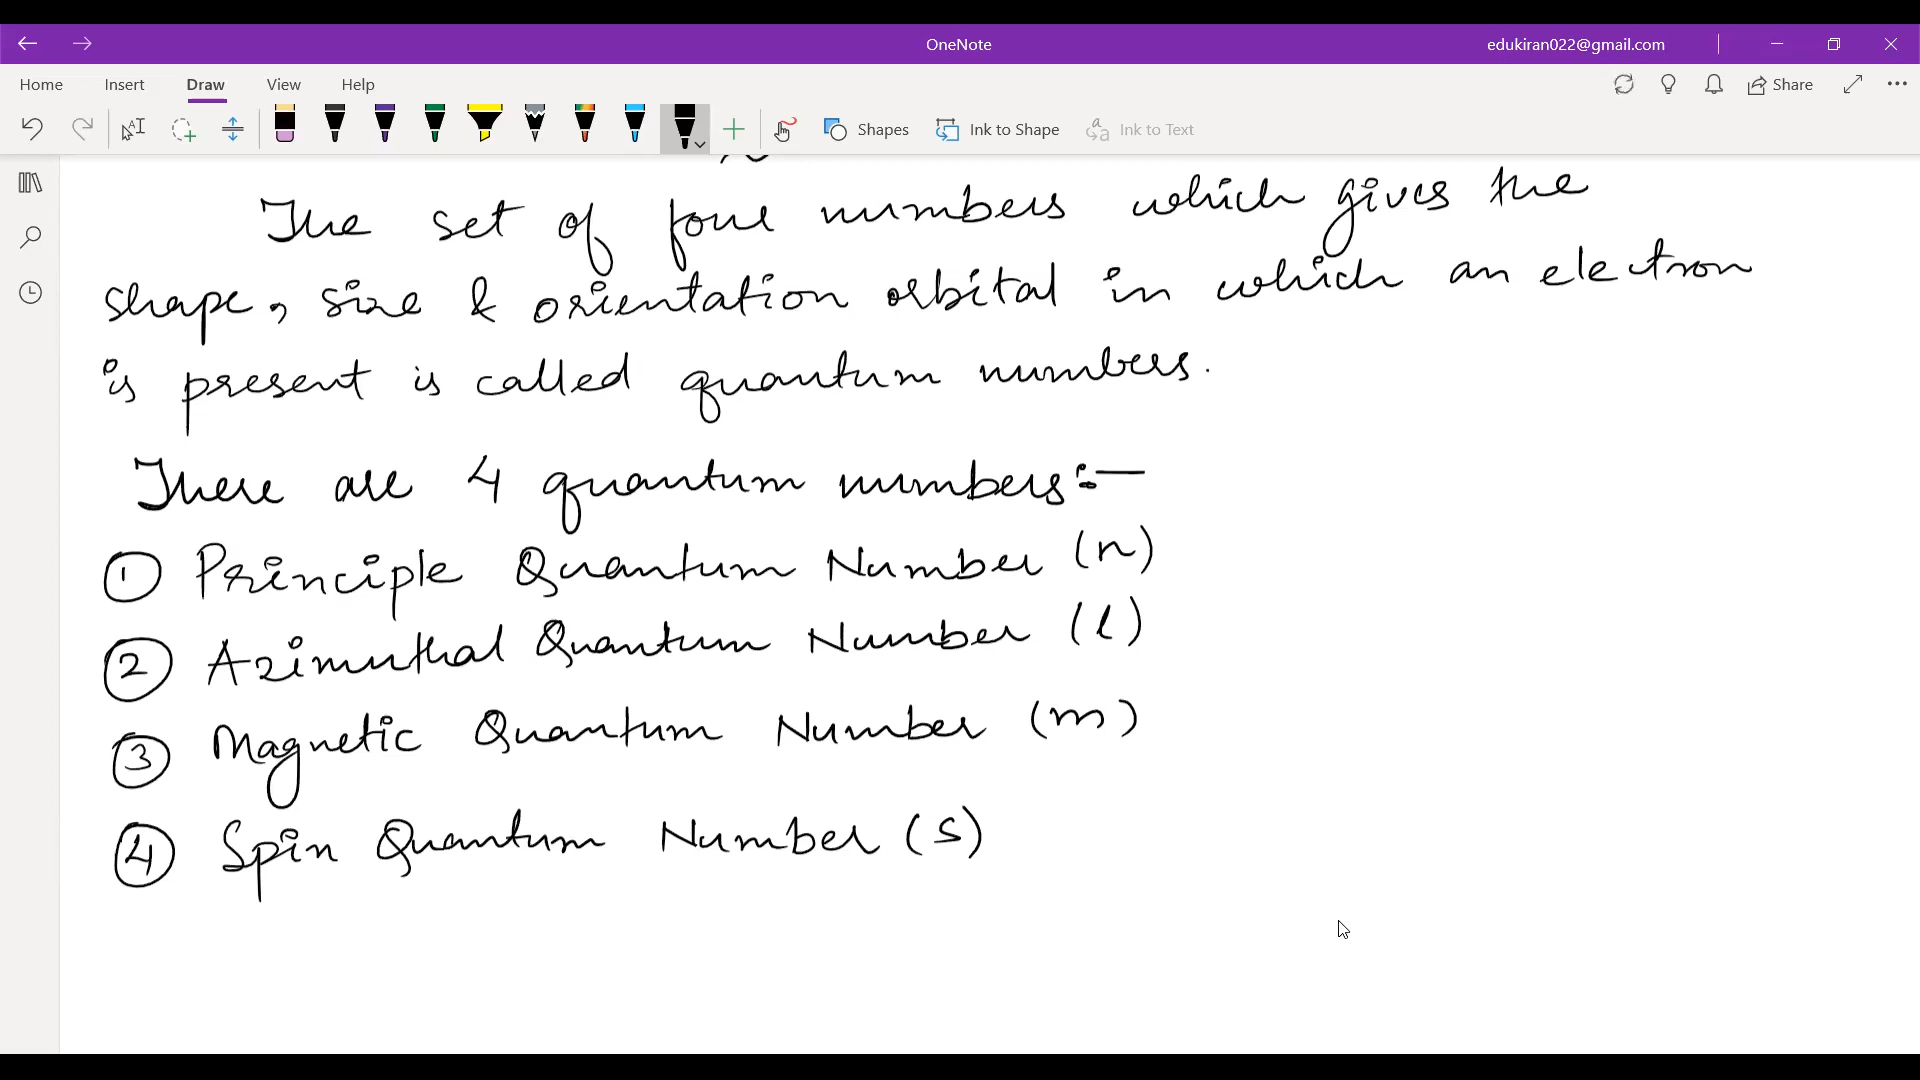 OneNote
edukiran022@gmail.com
Home Insert Draw View Help
Share
Shapes Ink to Shape Ink to Text
The set of four numbers which gives the
shape, size & orientation orbital in which an electron
is present is called quantum numbers.
There are 4 quantum numbers:-
1 Principle Quantum Number (n)
2 Azimuthal Quantum Number (l)
3 Magnetic Quantum Number (m)
4 Spin Quantum Number (s)